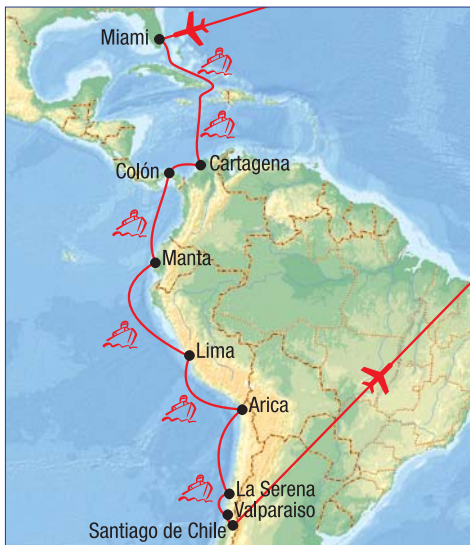 Miami
Cartagena
Colón
Manta
Lima
Arica
La Serena
Valparaiso
Santiago de Chile